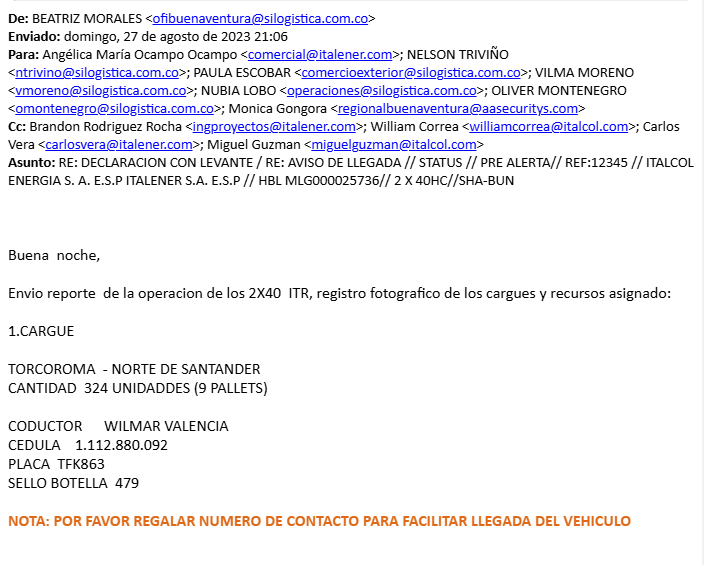 De: BEATRIZ MORALES <ofibuenaventura@silogistica.com.co>
Enviado: domingo, 27 de agosto de 2023 21:06
Para: Angélica María Ocampo Ocampo <comercial@italener.com>; NELSON TRIVIÑO
<ntrivino@silogistica.com.co>; PAULA ESCOBAR <comercioexterior@silogistica.com.co>; VILMA MORENO
<vmoreno@silogistica.com.co>; NUBIA LOBO <operaciones@silogistica.com.co>; OLIVER MONTENEGRO
<omontenegro@silogistica.com.co>; Monica Gongora <regionalbuenaventura@aasecuritys.com>
Cc: Brandon Rodriguez Rocha <ingproyectos@italener.com>; William Correa <williamcorrea@italcol.com>; Carlos
Vera <carlosvera@italener.com>; Miguel Guzman <miguelguzman@italcol.com>
Asunto: RE: DECLARACION CON LEVANTE / RE: AVISO DE LLEGADA // STATUS // PRE ALERTA// REF:12345 // ITALCOL
ENERGIA S. A. E.S.P ITALENER S.A. E.S.P // HBL MLG000025736// 2 X 40HC//SHA-BUN
Buena noche,
Envio reporte de la operacion de los 2X40 ITR, registro fotografico de los cargues y recursos asignado:
1.CARGUE
TORCOROMA - NORTE DE SANTANDER
CANTIDAD 324 UNIDADDES (9 PALLETS)
CODUCTOR WILMAR VALENCIA
CEDULA 1.112.880.092
PLACA TFK863
SELLO BOTELLA 479
NOTA: POR FAVOR REGALAR NUMERO DE CONTACTO PARA FACILITAR LLEGADA DEL VEHICULO